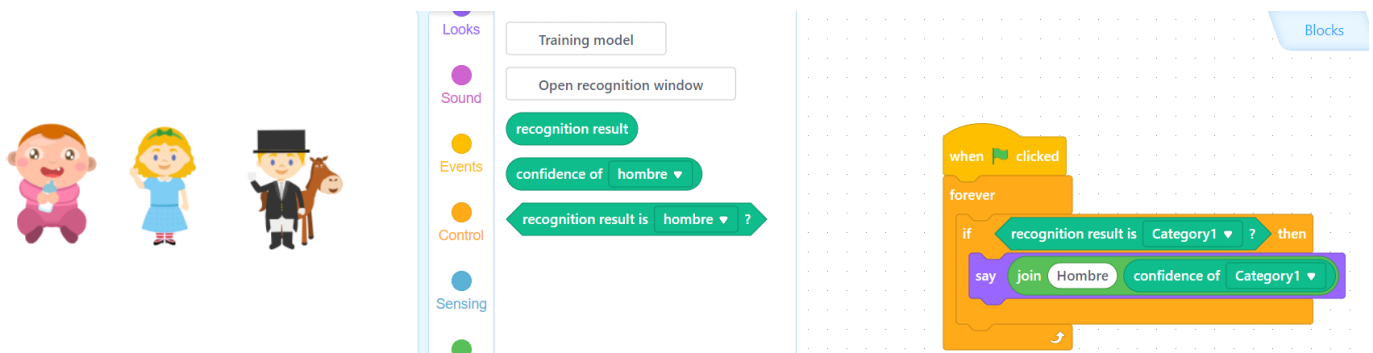 Looks
Sound
Events
Control
Sensing
Training model
Open recognition window
recognition result
confidence of hombre
recognition result is hombre ?
Blocks
when clicked
forever
if recognition result is Category1 ? then
say join Hombre confidence of Category1